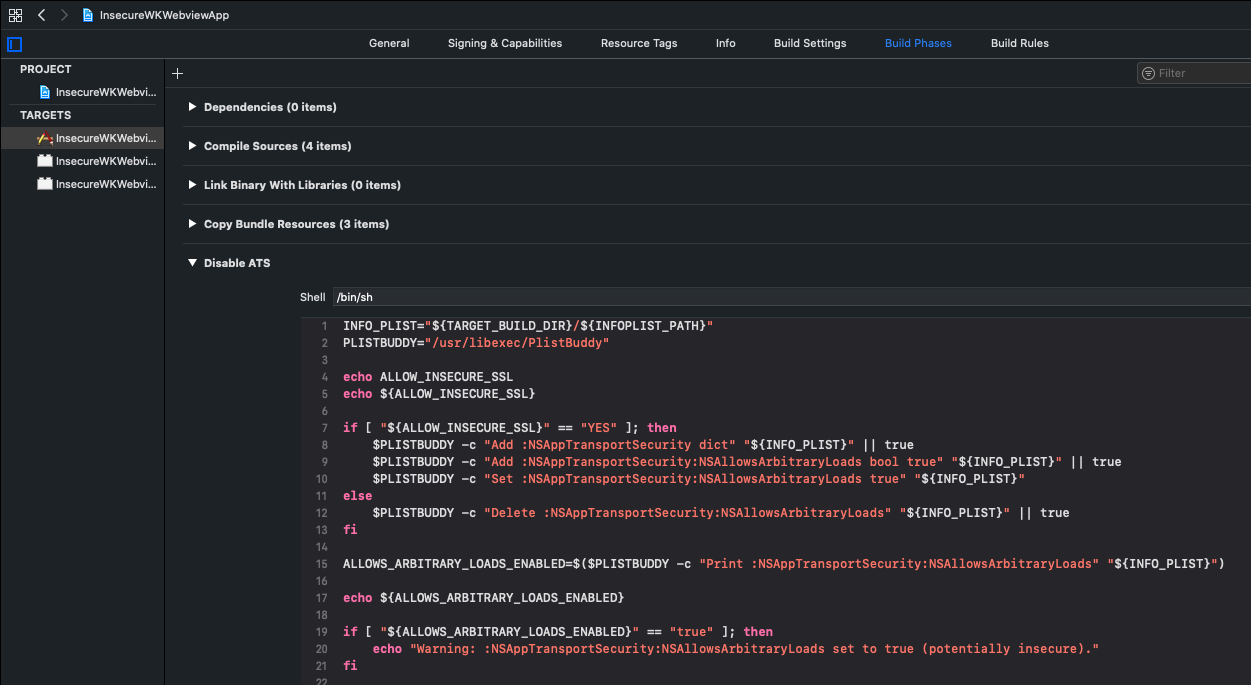 InsecureWKWebviewApp
General Signing & Capabilities Resource Tags Info Build Settings Build Phases Build Rules
PROJECT
InsecureWKWebvi...
TARGETS
InsecureWKWebvi...
InsecureWKWebvi...
InsecureWKWebvi...
+
Filter
Dependencies (0 items)
Compile Sources (4 items)
Link Binary With Libraries (0 items)
Copy Bundle Resources (3 items)
Disable ATS
Shell /bin/sh
1 INFO_PLIST="${TARGET_BUILD_DIR}/${INFOPLIST_PATH}"
2 PLISTBUDDY="/usr/libexec/PlistBuddy"
3
4 echo ALLOW_INSECURE_SSL
5 echo ${ALLOW_INSECURE_SSL}
6
7 if [ "${ALLOW_INSECURE_SSL}" == "YES" ]; then
8 $PLISTBUDDY -c "Add :NSAppTransportSecurity dict" "${INFO_PLIST}" || true
9 $PLISTBUDDY -c "Add :NSAppTransportSecurity:NSAllowsArbitraryLoads bool true" "${INFO_PLIST}" || true
10 $PLISTBUDDY -c "Set :NSAppTransportSecurity:NSAllowsArbitraryLoads true" "${INFO_PLIST}"
11 else
12 $PLISTBUDDY -c "Delete :NSAppTransportSecurity:NSAllowsArbitraryLoads" "${INFO_PLIST}" || true
13 fi
14
15 ALLOWS_ARBITRARY_LOADS_ENABLED=$($PLISTBUDDY -c "Print :NSAppTransportSecurity:NSAllowsArbitraryLoads" "${INFO_PLIST}")
16
17 echo ${ALLOWS_ARBITRARY_LOADS_ENABLED}
18
19 if [ "${ALLOWS_ARBITRARY_LOADS_ENABLED}" == "true" ]; then
20 echo "Warning: :NSAppTransportSecurity:NSAllowsArbitraryLoads set to true (potentially insecure)."
21 fi
22